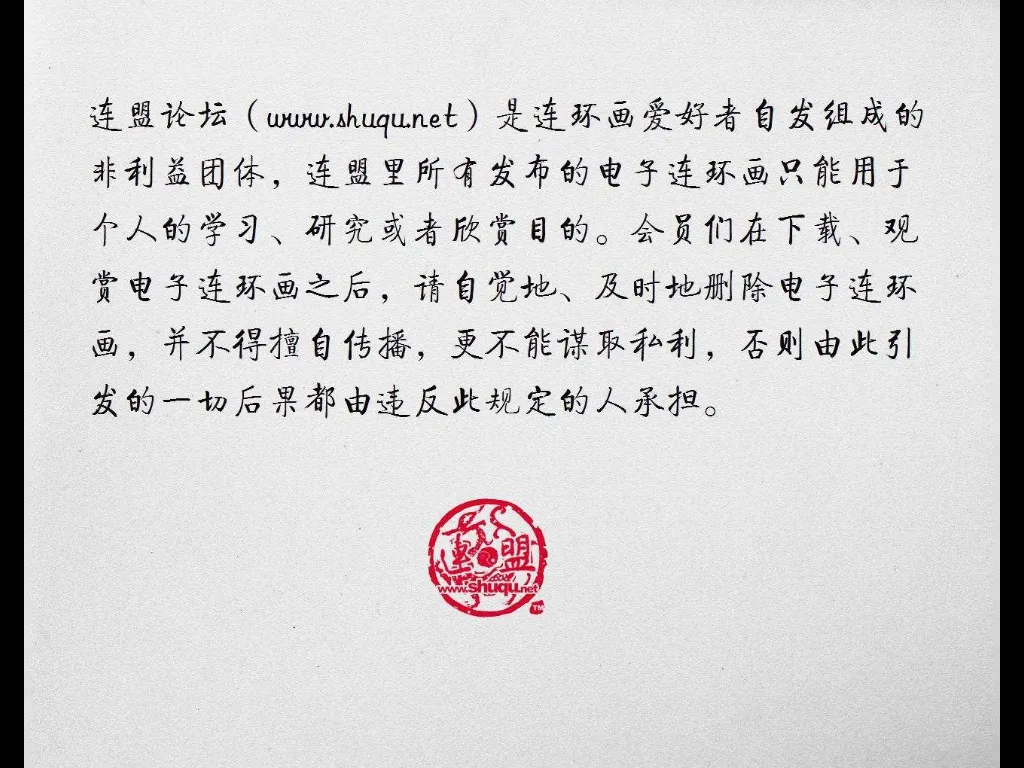 连盟论坛（www.shuqu.net）是连环画爱好者自发组成的
非利益团体，连盟里所有发布的电子连环画只能用于
个人的学习、研究或者欣赏目的。会员们在下载、观
赏电子连环画之后，请自觉地、及时地删除电子连环
画，并不得擅自传播，更不能谋取私利，否则由此引
发的一切后果都由违反此规定的人承担。
連盟
www.shuqu.net
TM